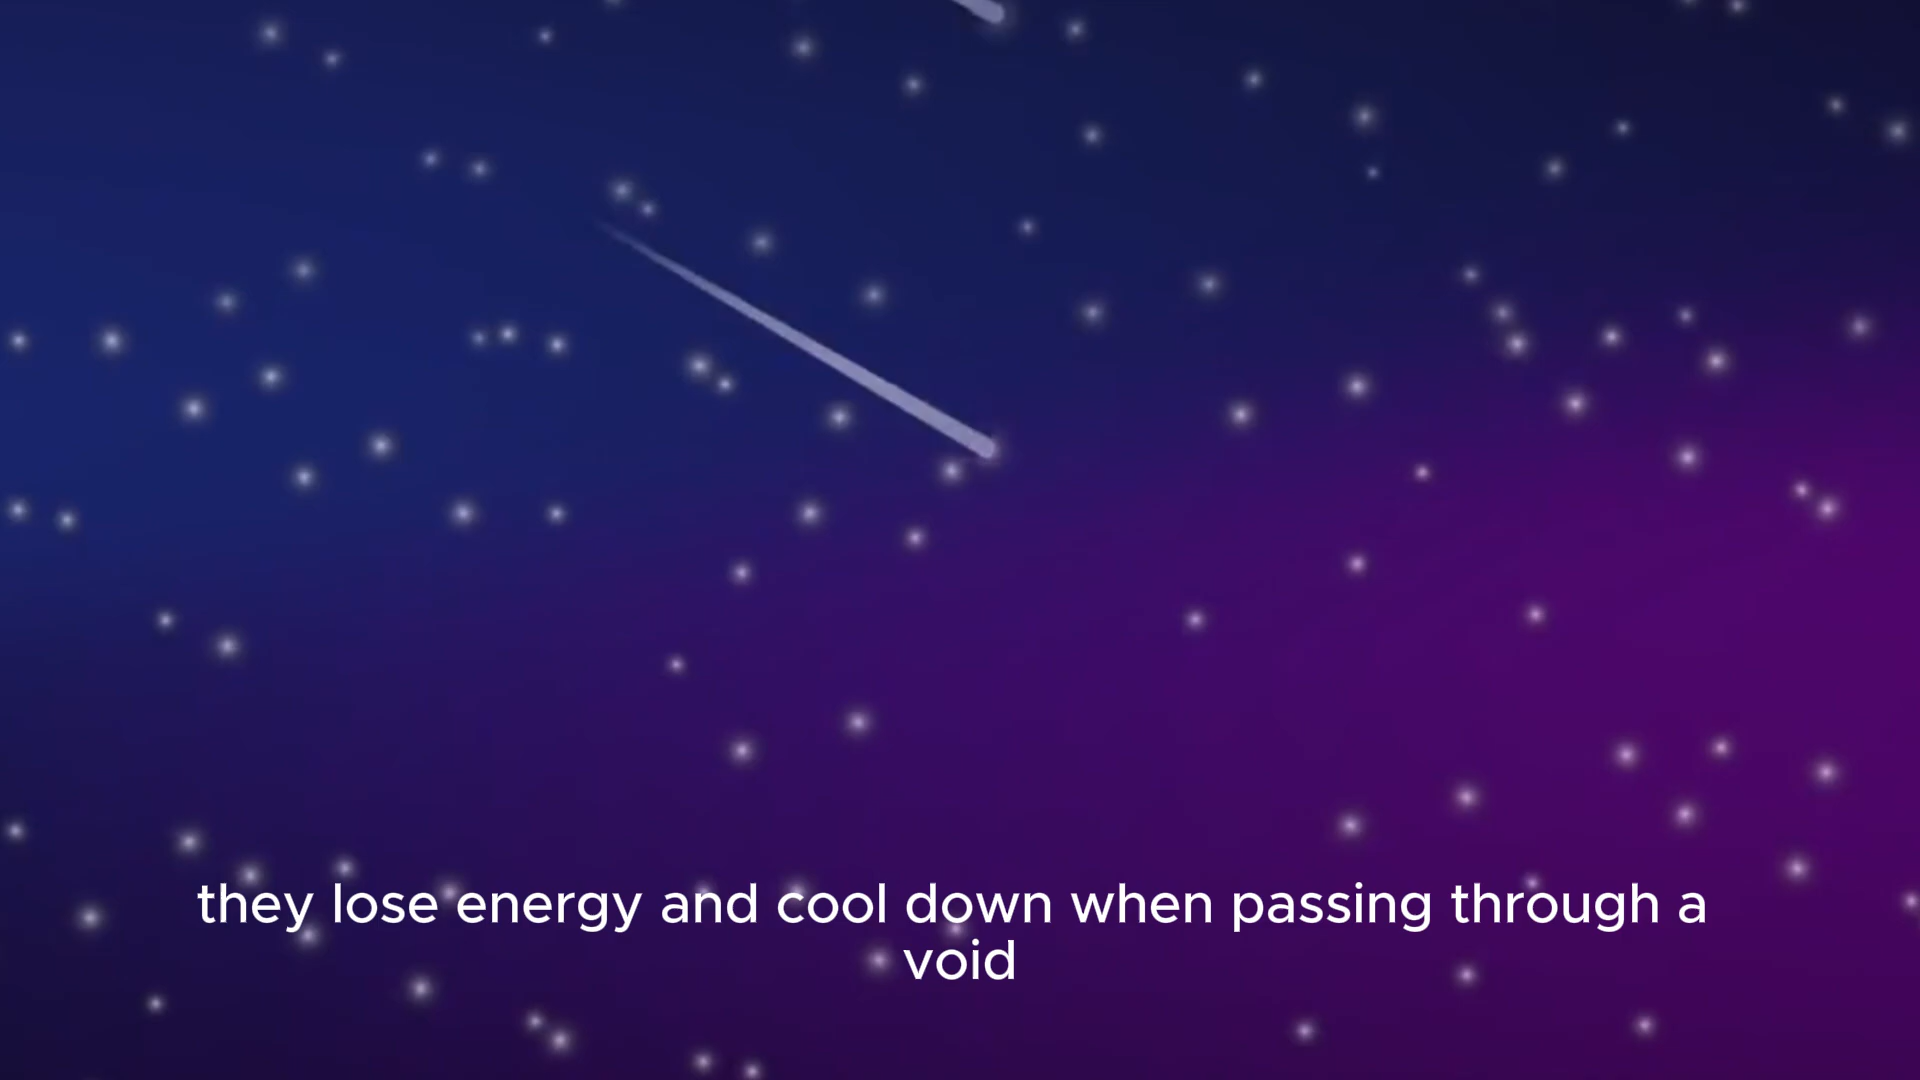 they lose energy and cool down when passing through a
void